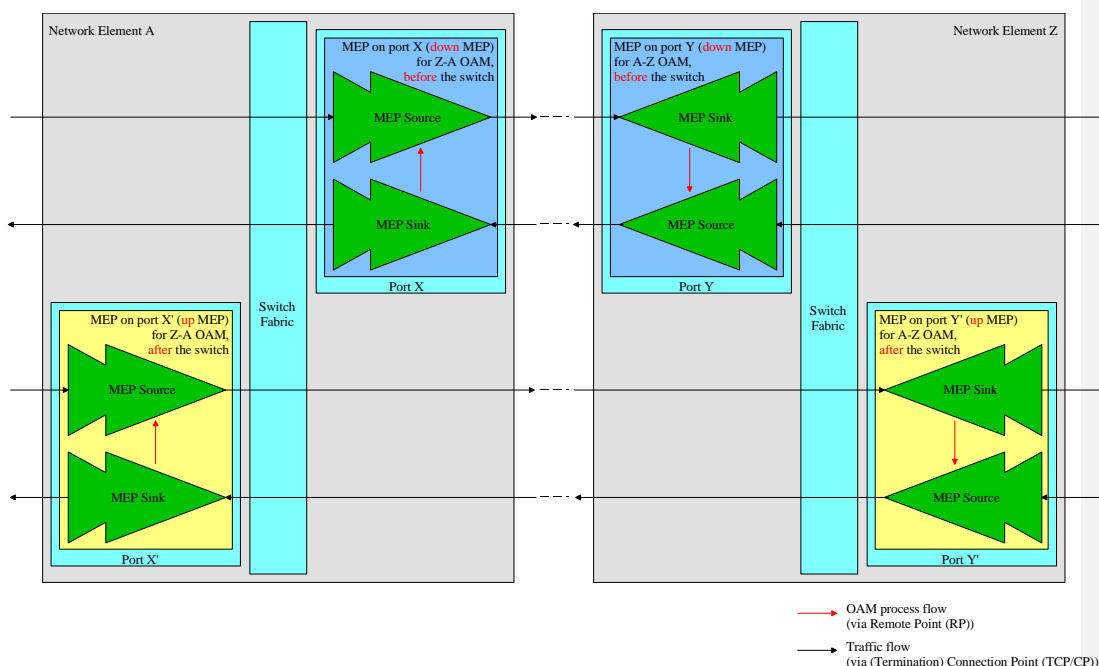 Network Element A
Network Element Z
MEP on port X (down MEP)
for Z-A OAM,
before the switch
MEP Source
MEP Sink
Port X
MEP on port Y (down MEP)
for A-Z OAM,
before the switch
MEP Sink
MEP Source
Port Y
Switch
Fabric
Switch
Fabric
MEP on port X' (up MEP)
for Z-A OAM,
after the switch
MEP Source
MEP Sink
Port X'
MEP on port Y' (up MEP)
for A-Z OAM,
after the switch
MEP Sink
MEP Source
Port Y'
OAM process flow
(via Remote Point (RP))
Traffic flow
(via (Termination) Connection Point (TCP/CP))